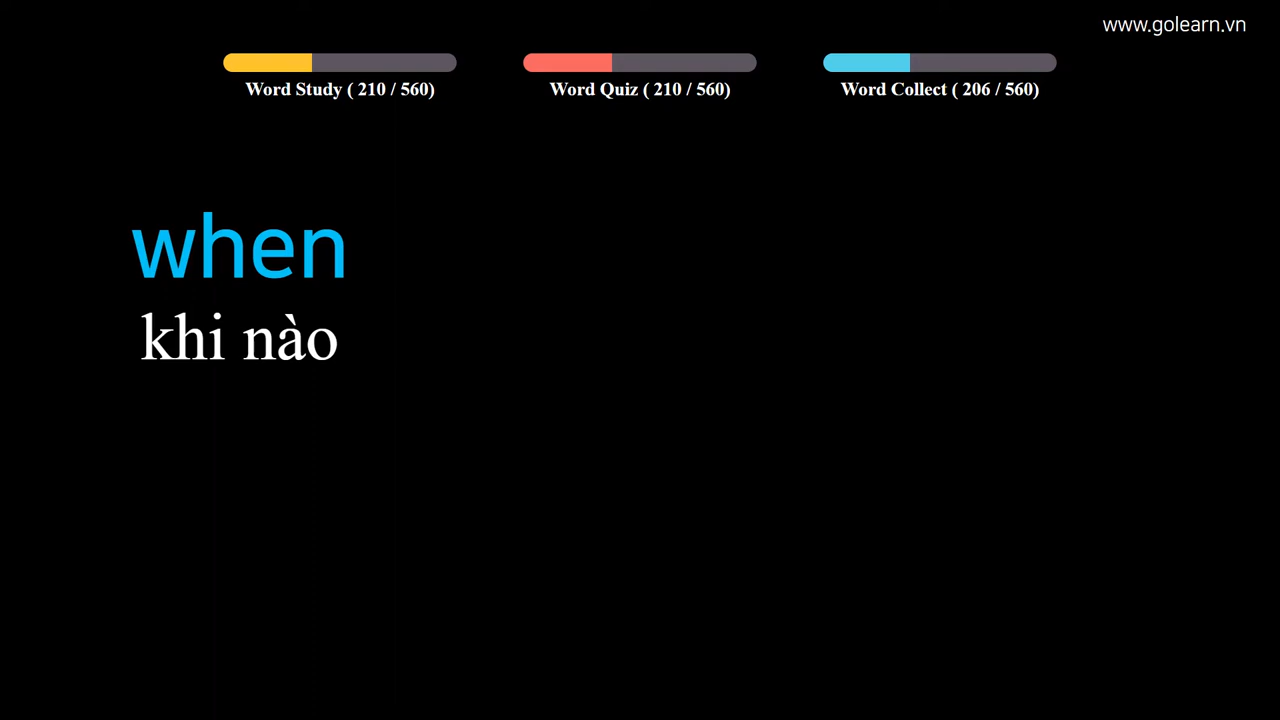 www.golearn.vn
Word Study ( 210 / 560)
Word Quiz ( 210 / 560)
Word Collect ( 206 / 560)
when
khi nào